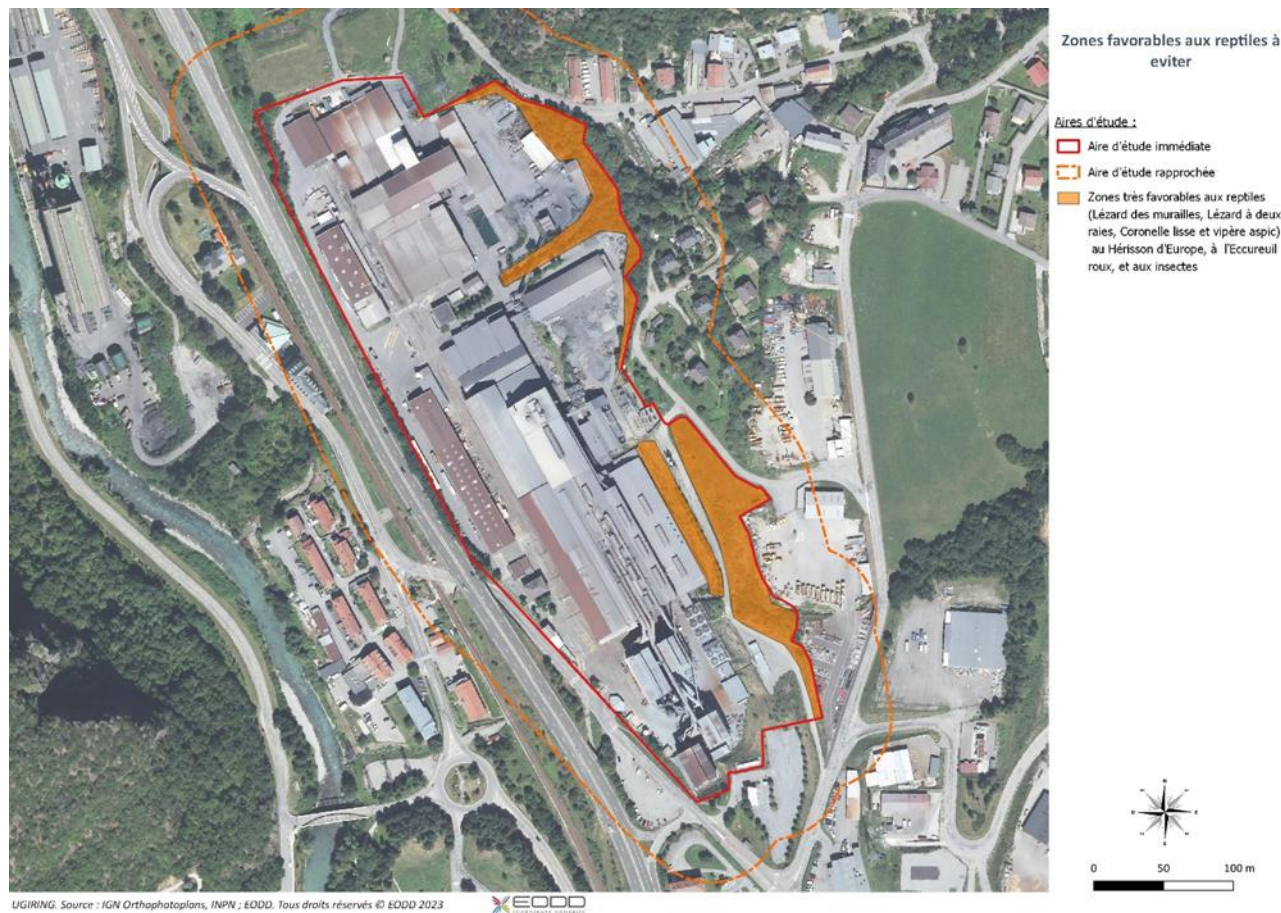 Zones favorables aux reptiles à
eviter
Aires d'étude :
Aire d'étude immédiate
Aire d'étude rapprochée
Zones très favorables aux reptiles
(Lézard des murailles, Lézard à deux
raies, Coronelle lisse et vipère aspic)
au Hérisson d'Europe, à l'Eccureuil
roux, et aux insectes
0 50 100 m
UGIRING. Source : IGN Orthophotoplans, INPN ; EODD. Tous droits réservés © EODD 2023
EODD